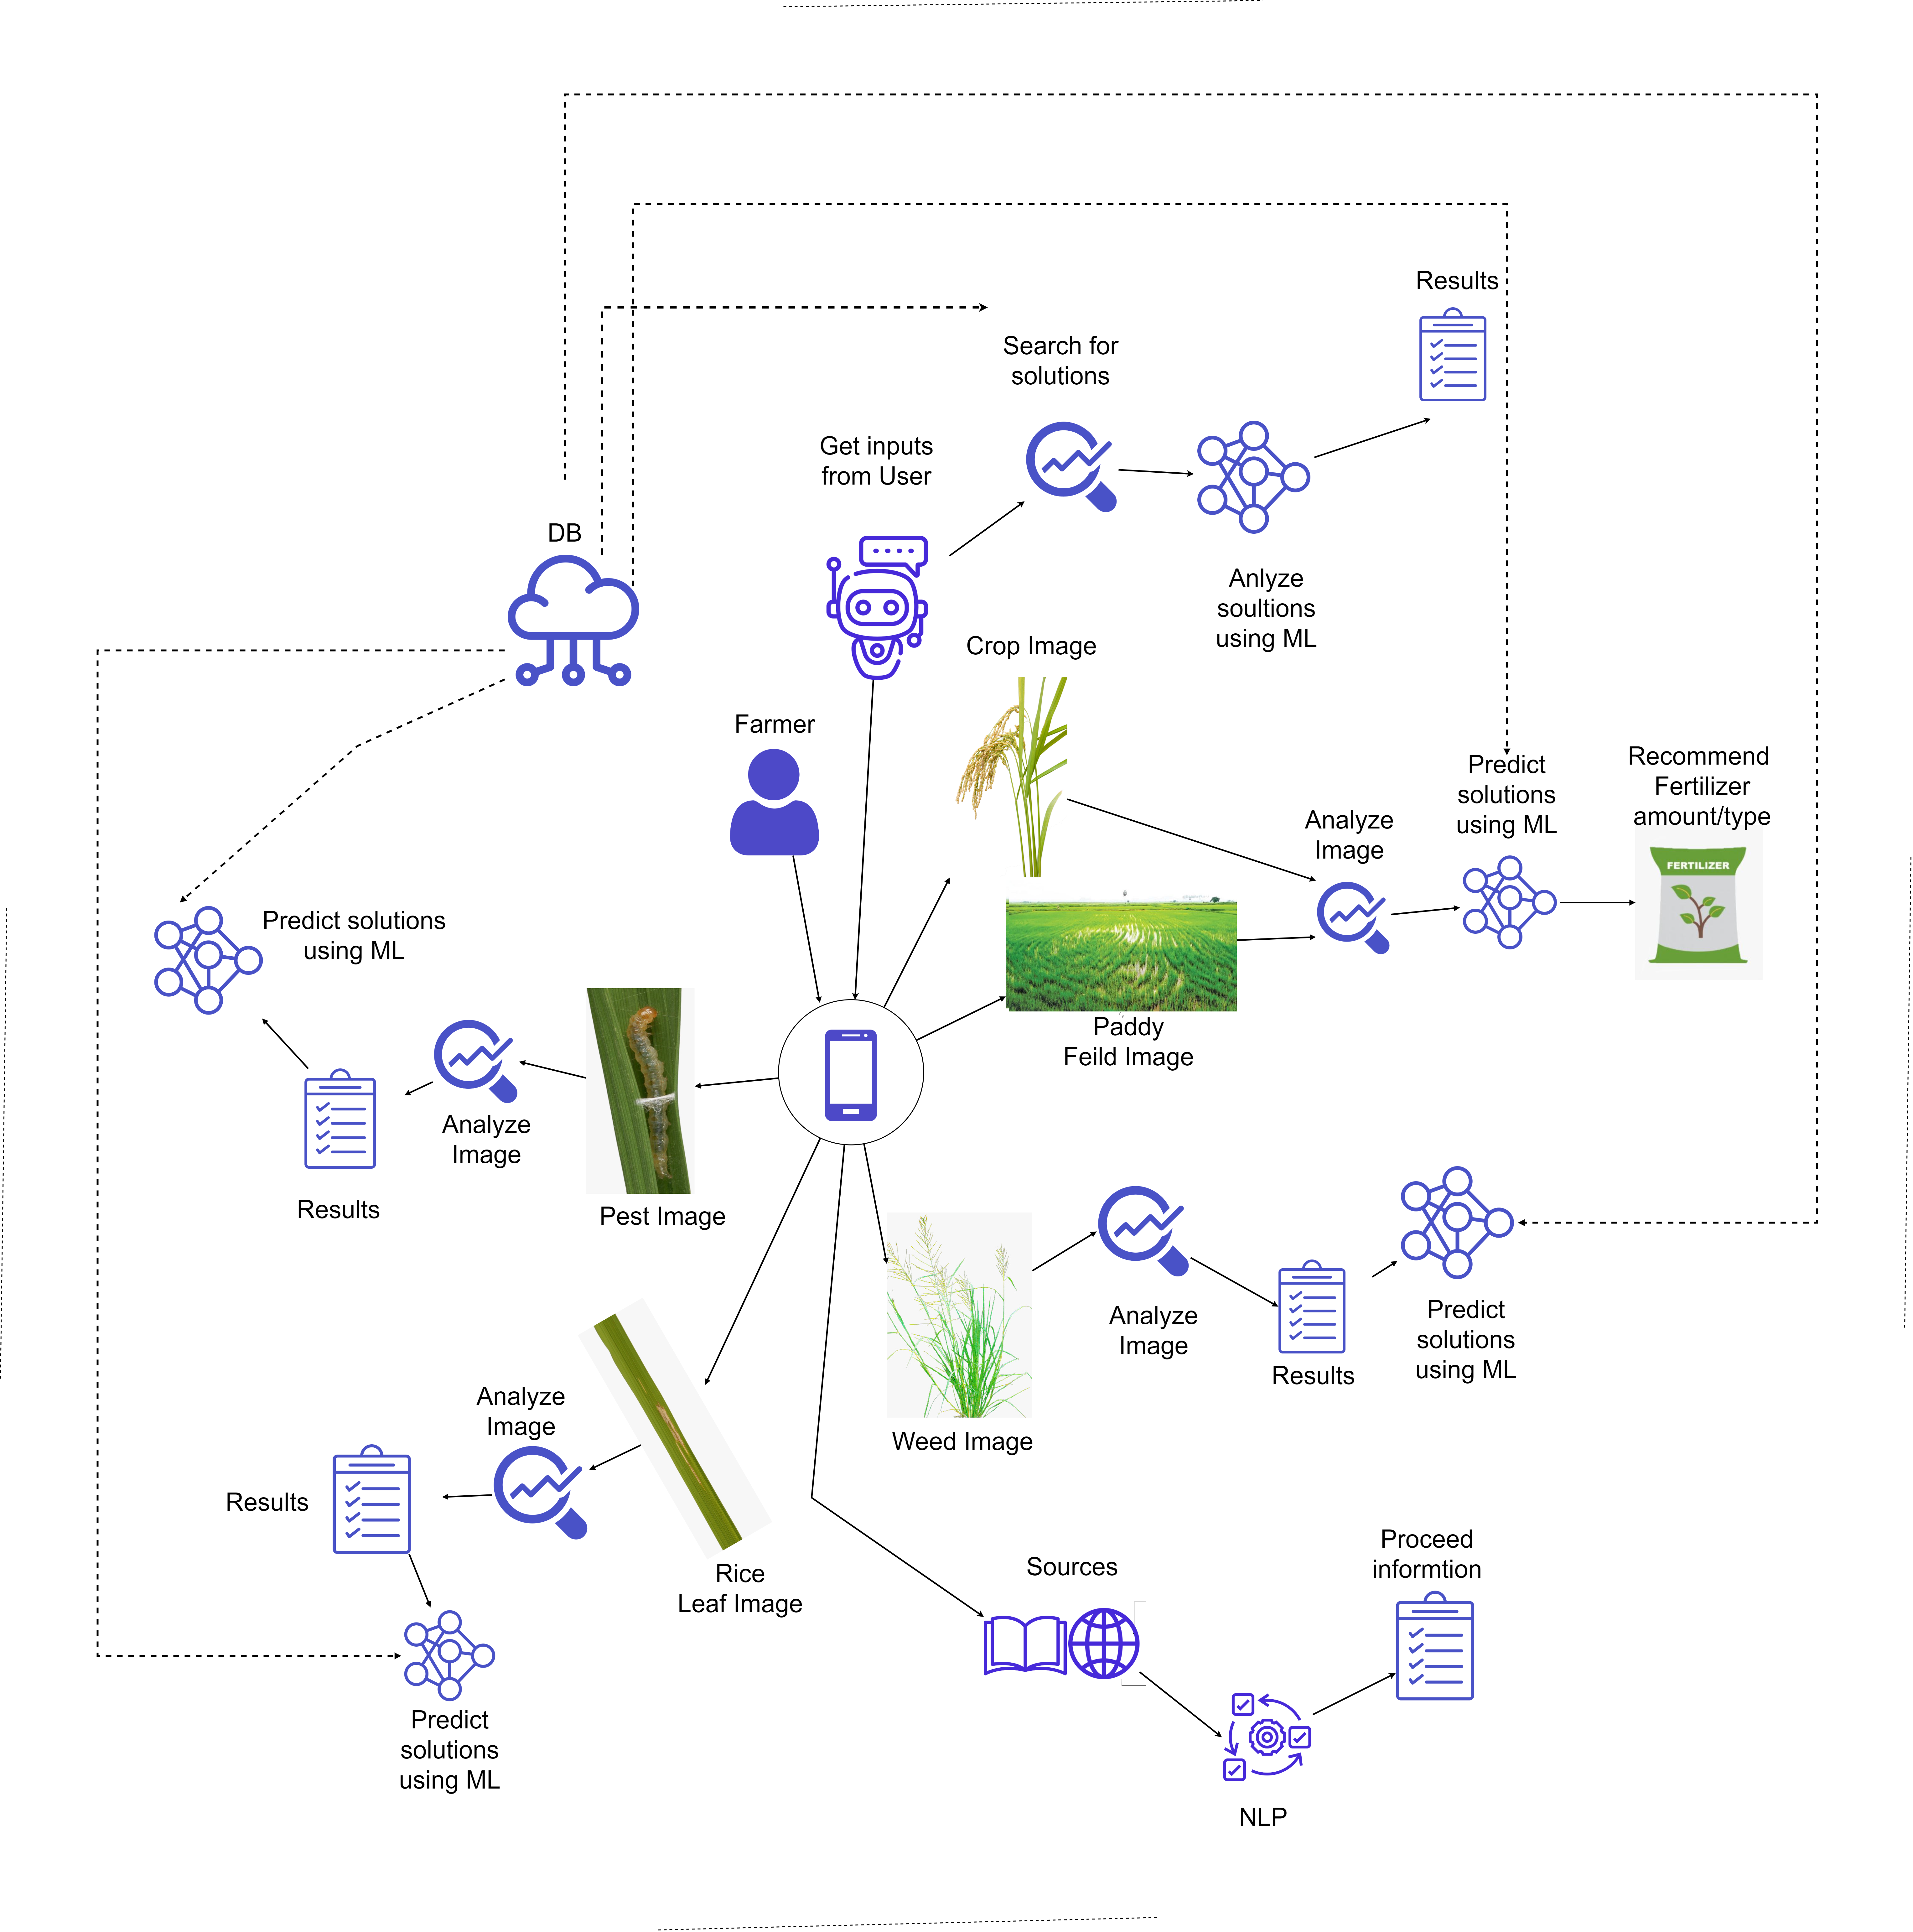 Results
Search for
solutions
Get inputs
from User
DB
Anlyze
soultions
using ML
Crop Image
Farmer
Predict
solutions
using ML
Recommend
Fertilizer
amount/type
FERTILIZER
Analyze
Image
Predict solutions
using ML
Paddy
Feild Image
Analyze
Image
Results
Pest Image
Analyze
Image
Results
Predict
solutions
using ML
Weed Image
Analyze
Image
Results
Rice
Leaf Image
Predict
solutions
using ML
Sources
Proceed
informtion
NLP